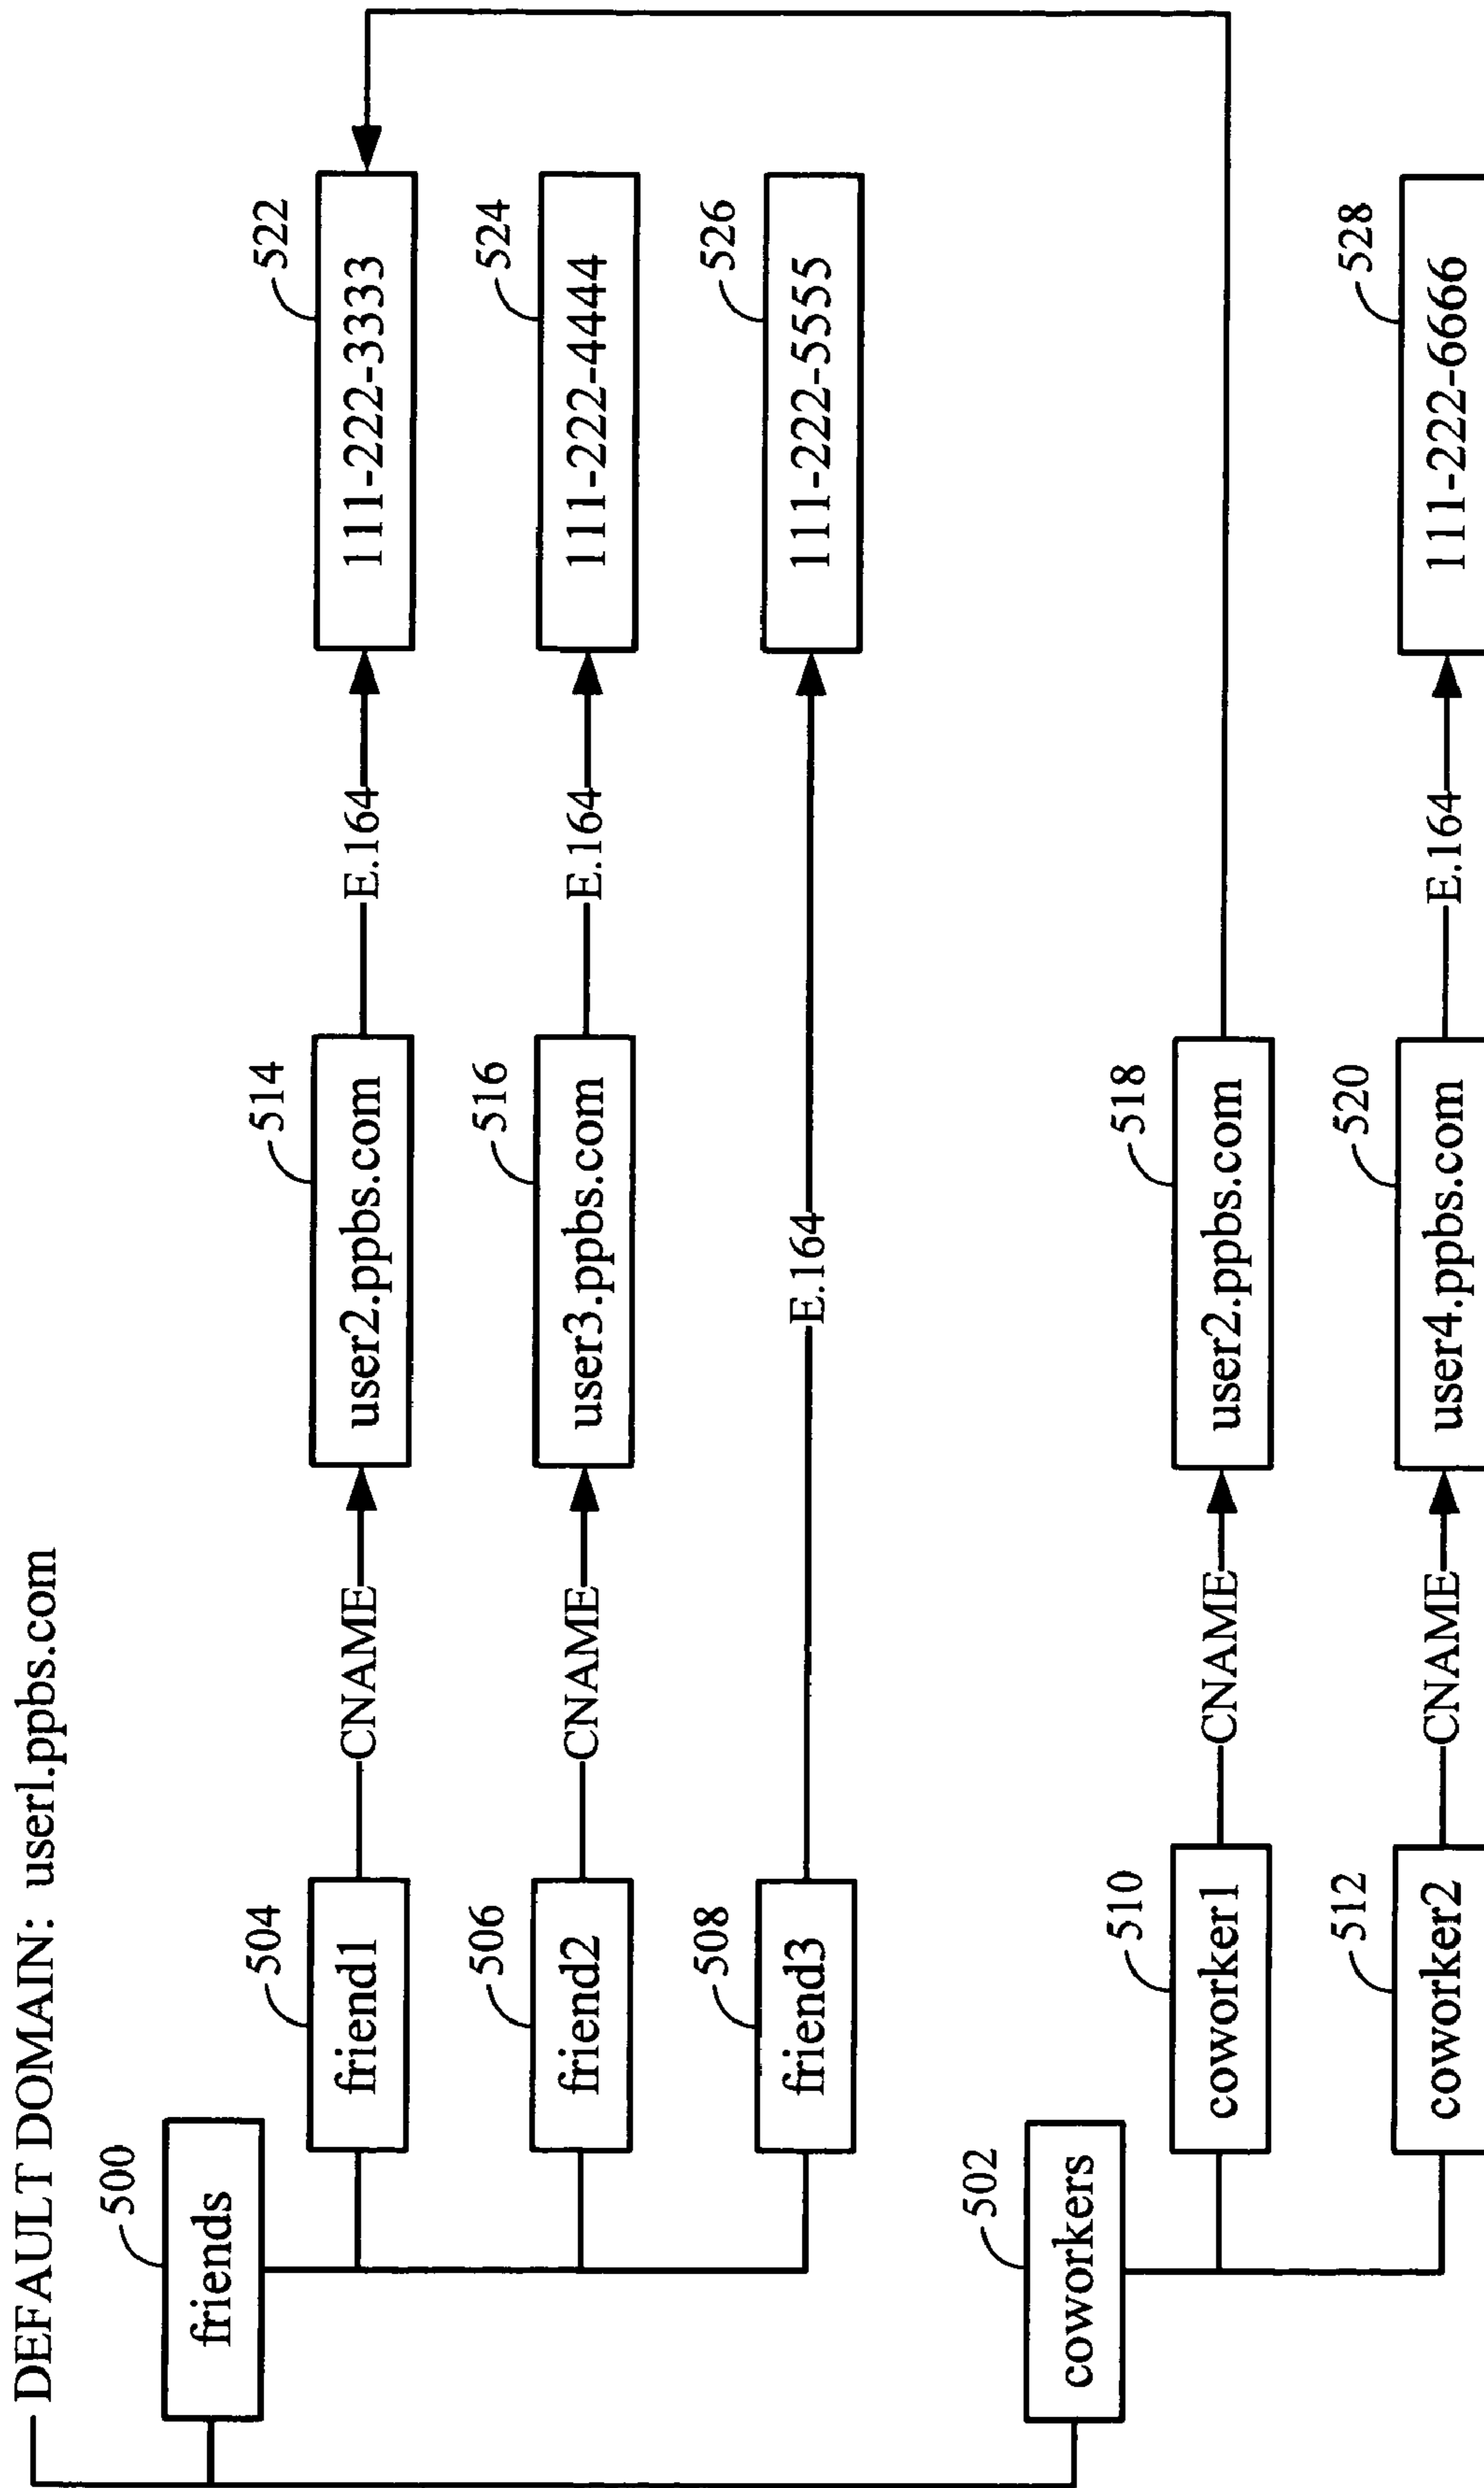 DEFAULT DOMAIN: user1.ppbs.com
500
friends
504
friend1
CNAME
514
user2.ppbs.com
E.164
522
111-222-3333
506
friend2
CNAME
516
user3.ppbs.com
E.164
524
111-222-4444
508
friend3
E.164
526
111-222-5555
502
coworkers
510
coworker1
CNAME
518
user2.ppbs.com
512
coworker2
CNAME
520
user4.ppbs.com
E.164
528
111-222-6666